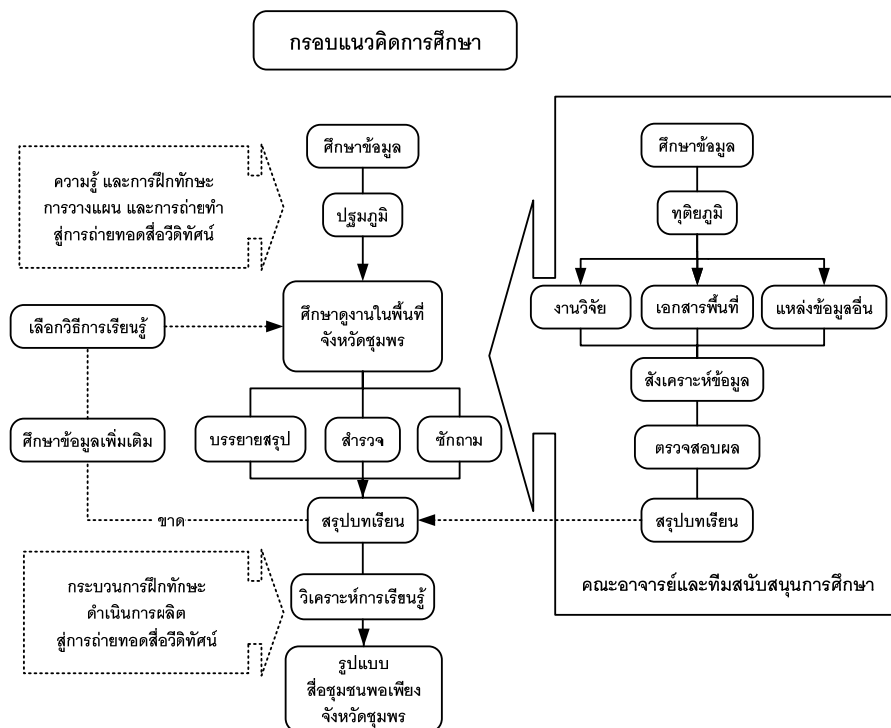 กรอบแนวคิดการศึกษา
ศึกษาข้อมูล
ปฐมภูมิ
ความรู้ และการฝึกทักษะ
การวางแผน และการถ่ายทำ
สู่การถ่ายทอดสื่อวีดิทัศน์
ศึกษาดูงานในพื้นที่
จังหวัดชุมพร
เลือกวิธีการเรียนรู้
ศึกษาข้อมูลเพิ่มเติม
บรรยายสรุป
สำรวจ
ซักถาม
ขาด
สรุปบทเรียน
กระบวนการฝึกทักษะ
ดำเนินการผลิต
สู่การถ่ายทอดสื่อวีดิทัศน์
วิเคราะห์การเรียนรู้
รูปแบบ
สื่อชุมชนพอเพียง
จังหวัดชุมพร
ศึกษาข้อมูล
ทุติยภูมิ
งานวิจัย
เอกสารพื้นที่
แหล่งข้อมูลอื่น
สังเคราะห์ข้อมูล
ตรวจสอบผล
สรุปบทเรียน
คณะอาจารย์และทีมสนับสนุนการศึกษา